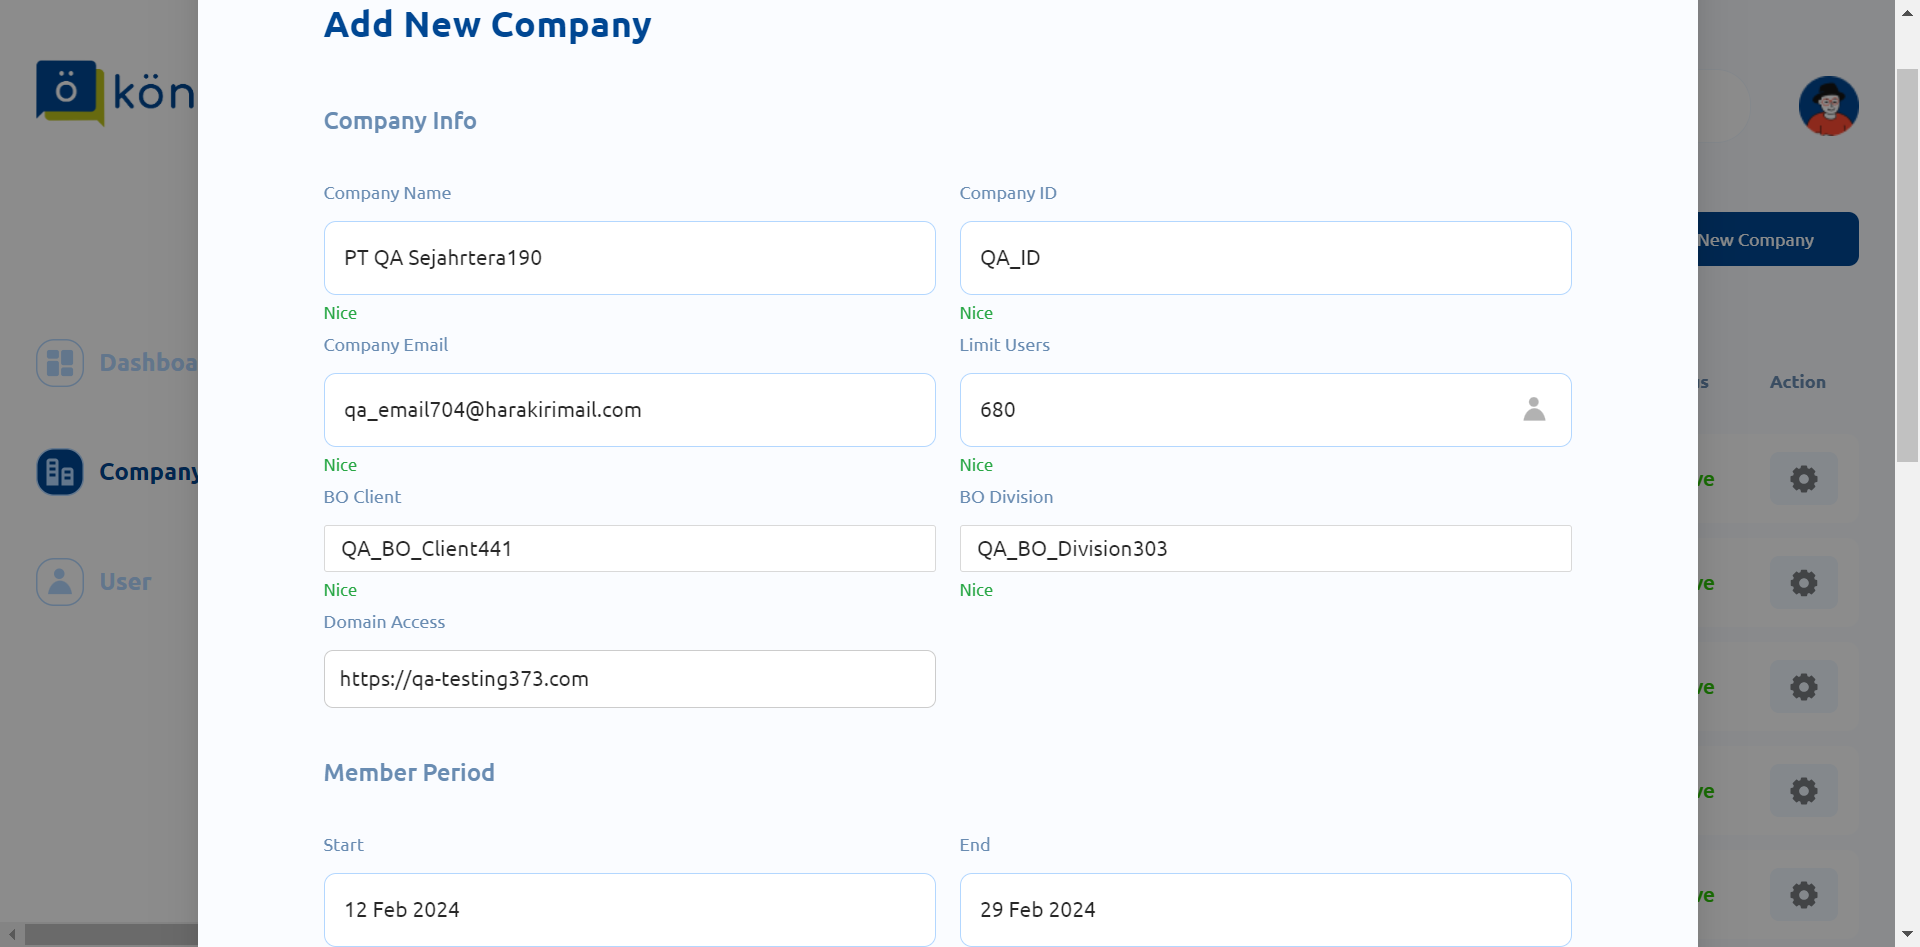 Add New Company
ö kön
Company Info
Company Name
Company ID
PT QA Sejahrtera190
QA_ID
New Company
Nice
Nice
Company Email
Limit Users
Dashboa
Action
qa_email704@harakirimail.com
680
Nice
Nice
Company
BO Client
BO Division
QA_BO_Client441
QA_BO_Division303
User
Nice
Nice
Domain Access
https://qa-testing373.com
Member Period
Start
End
12 Feb 2024
29 Feb 2024